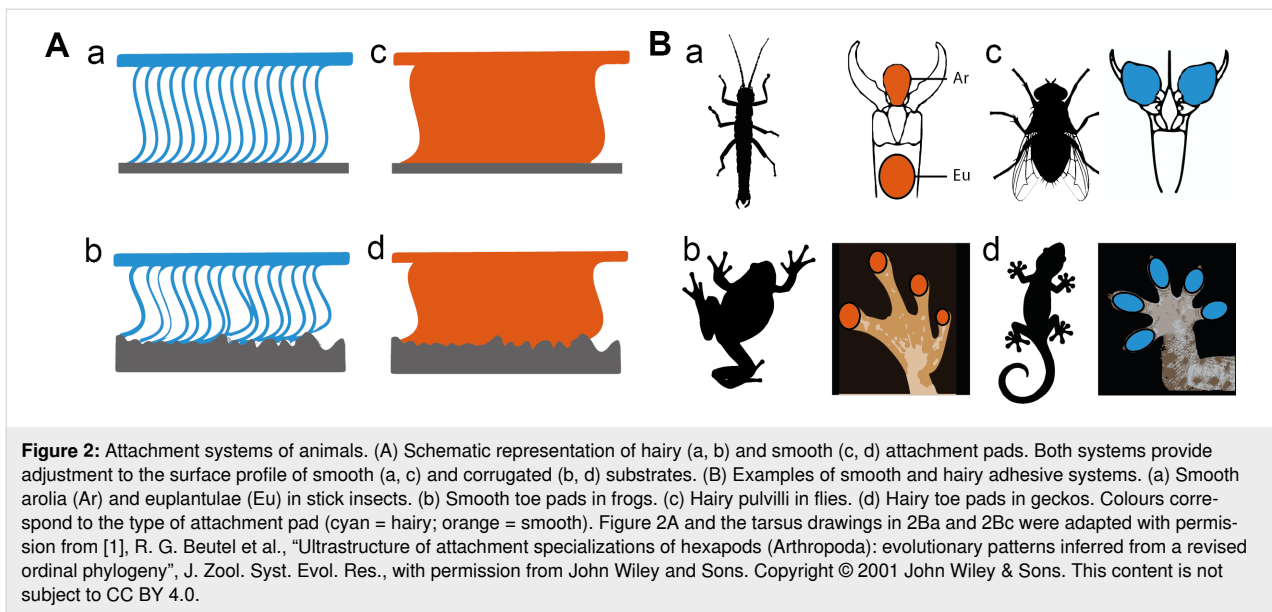 A
a
c
b
d
B
a
Ar
Eu
c
b
d
Figure 2: Attachment systems of animals. (A) Schematic representation of hairy (a, b) and smooth (c, d) attachment pads. Both systems provide
adjustment to the surface profile of smooth (a, c) and corrugated (b, d) substrates. (B) Examples of smooth and hairy adhesive systems. (a) Smooth
arolia (Ar) and euplantulae (Eu) in stick insects. (b) Smooth toe pads in frogs. (c) Hairy pulvilli in flies. (d) Hairy toe pads in geckos. Colours corre-
spond to the type of attachment pad (cyan = hairy; orange = smooth). Figure 2A and the tarsus drawings in 2Ba and 2Bc were adapted with permis-
sion from [1], R. G. Beutel et al., “Ultrastructure of attachment specializations of hexapods (Arthropoda): evolutionary patterns inferred from a revised
ordinal phylogeny”, J. Zool. Syst. Evol. Res., with permission from John Wiley and Sons. Copyright © 2001 John Wiley & Sons. This content is not
subject to CC BY 4.0.